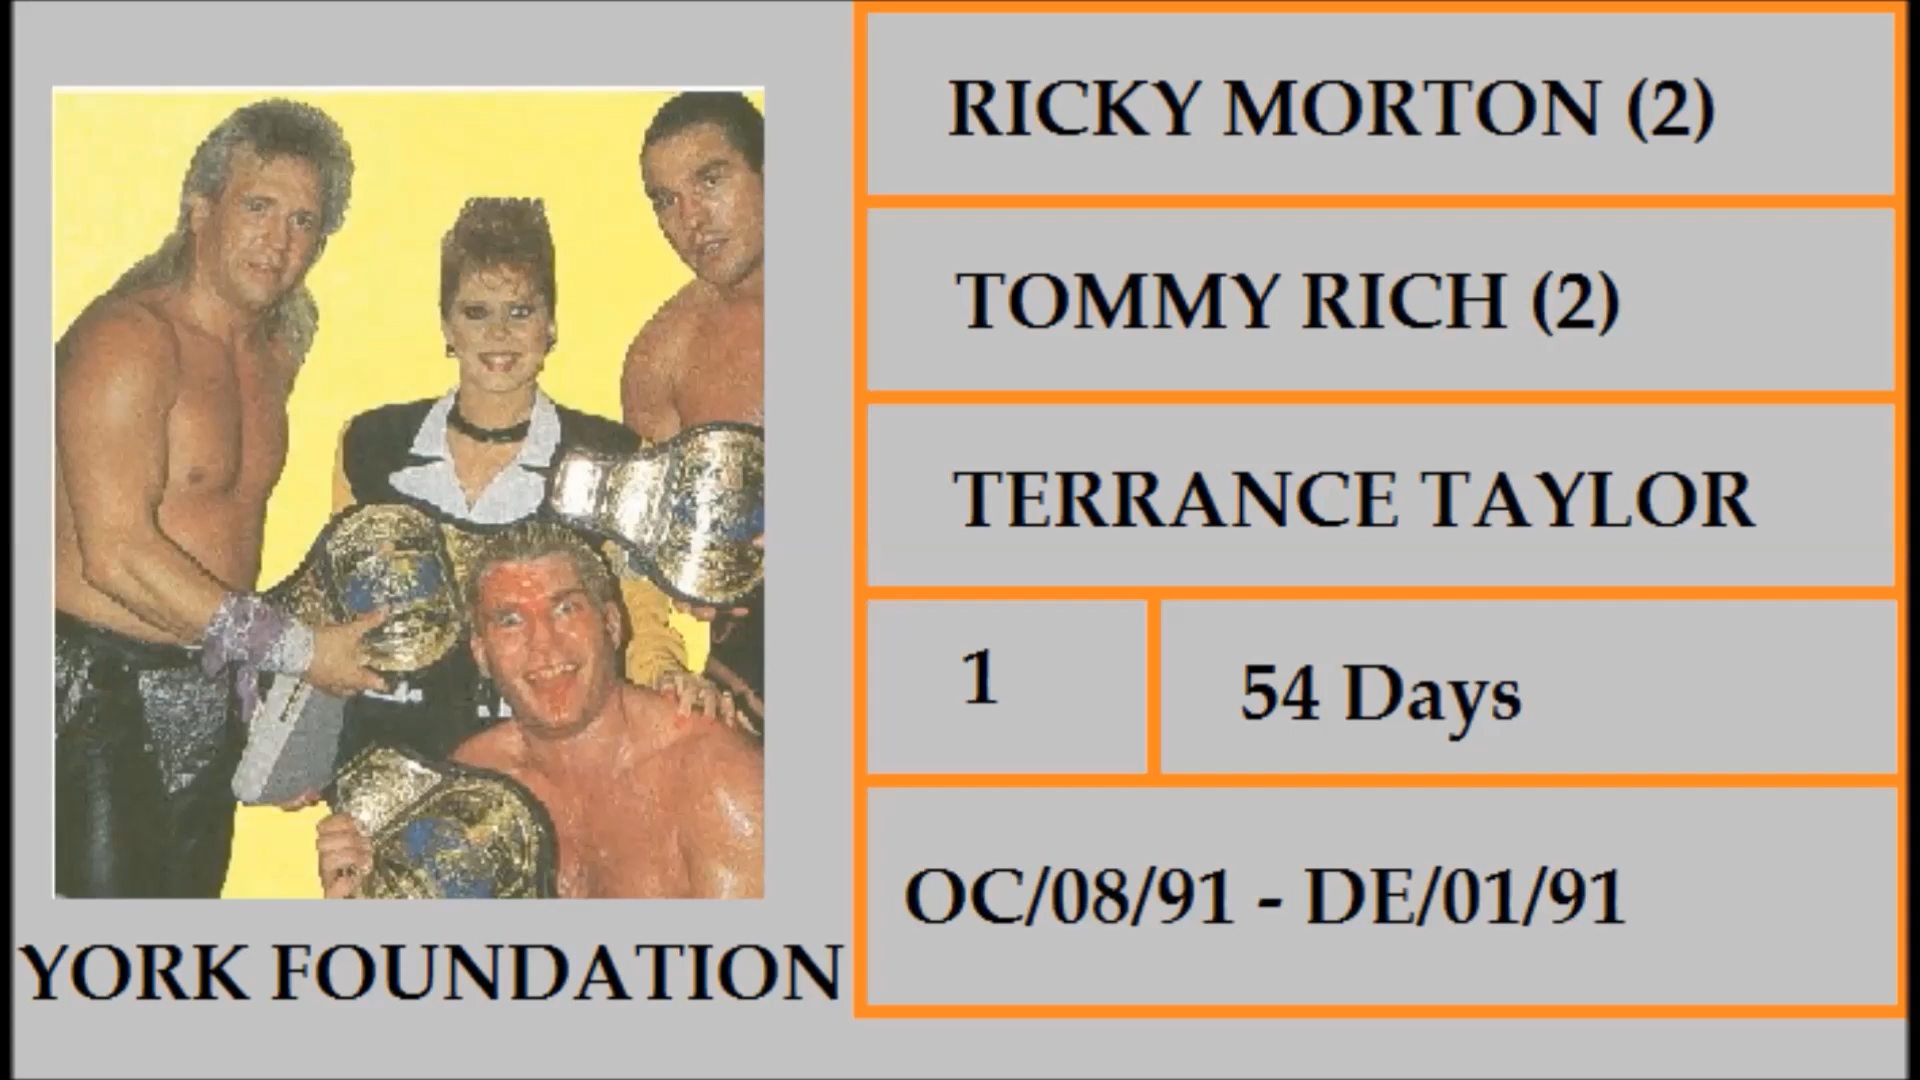 RICKY MORTON (2)
TOMMY RICH (2)
TERRANCE TAYLOR
1
54 Days
OC/08/91 - DE/01/91
YORK FOUNDATION